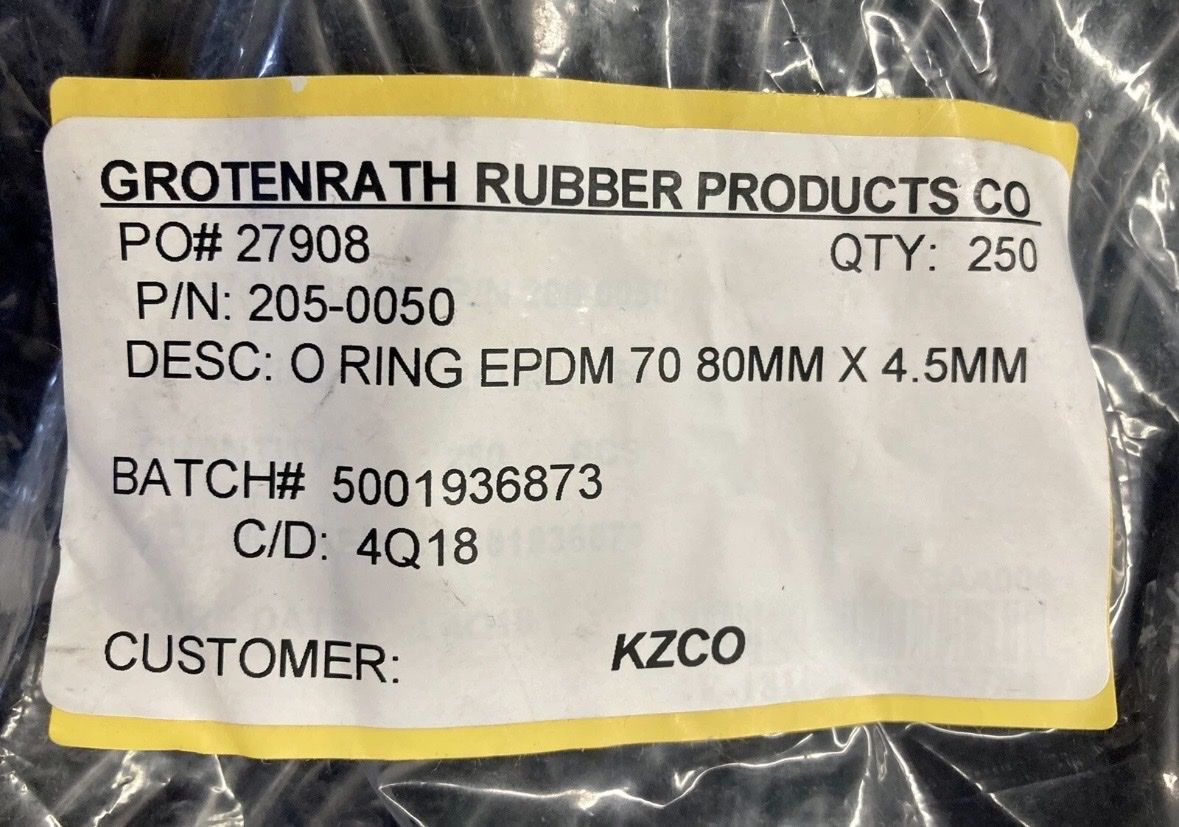 GROTENRATH RUBBER PRODUCTS CO
PO# 27908 QTY: 250
P/N: 205-0050
DESC: O RING EPDM 70 80MM X 4.5MM
BATCH# 5001936873
C/D: 4Q18
CUSTOMER: KZCO